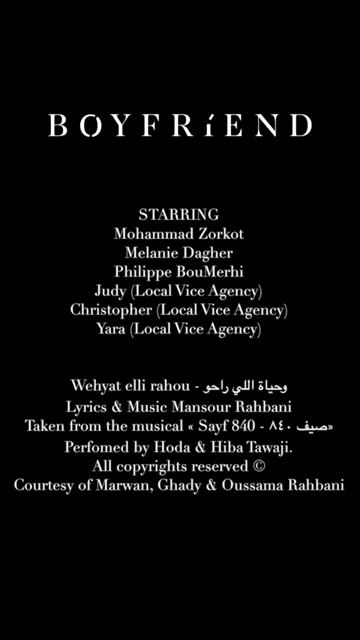 BOYFRiEND
STARRING
Mohammad Zorkot
Melanie Dagher
Philippe BouMerhi
Judy (Local Vice Agency)
Christopher (Local Vice Agency)
Yara (Local Vice Agency)
Wehyat elli rahou - وحياة اللي راحو
Lyrics & Music Mansour Rahbani
Taken from the musical « Sayf 840 - صيف ٨٤٠»
Perfomed by Hoda & Hiba Tawaji.
All copyrights reserved ©
Courtesy of Marwan, Ghady & Oussama Rahbani